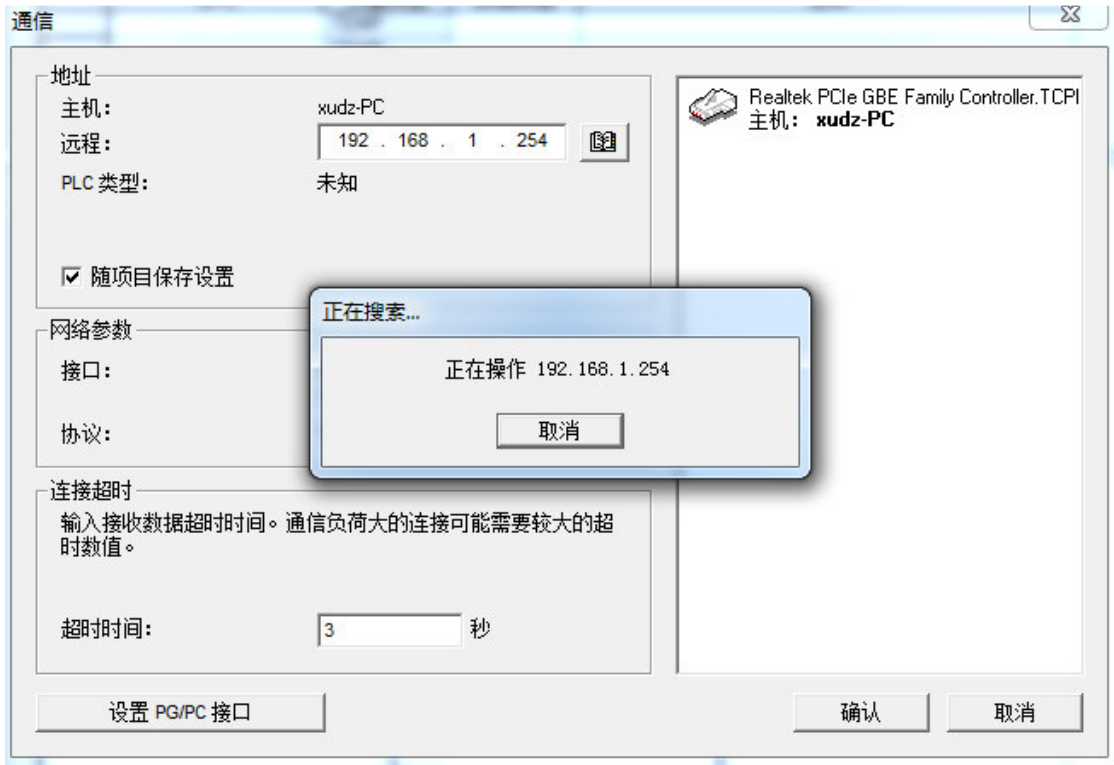 通信
地址
主机： xudz-PC
远程： 192 . 168 . 1 . 254
PLC 类型： 未知
随项目保存设置
网络参数
接口：
协议：
连接超时
输入接收数据超时时间。通信负荷大的连接可能需要较大的超
时数值。
超时时间： 3 秒
设置 PG/PC 接口
正在搜索...
正在操作 192.168.1.254
取消
Realtek PCIe GBE Family Controller.TCPI
主机： xudz-PC
确认 取消